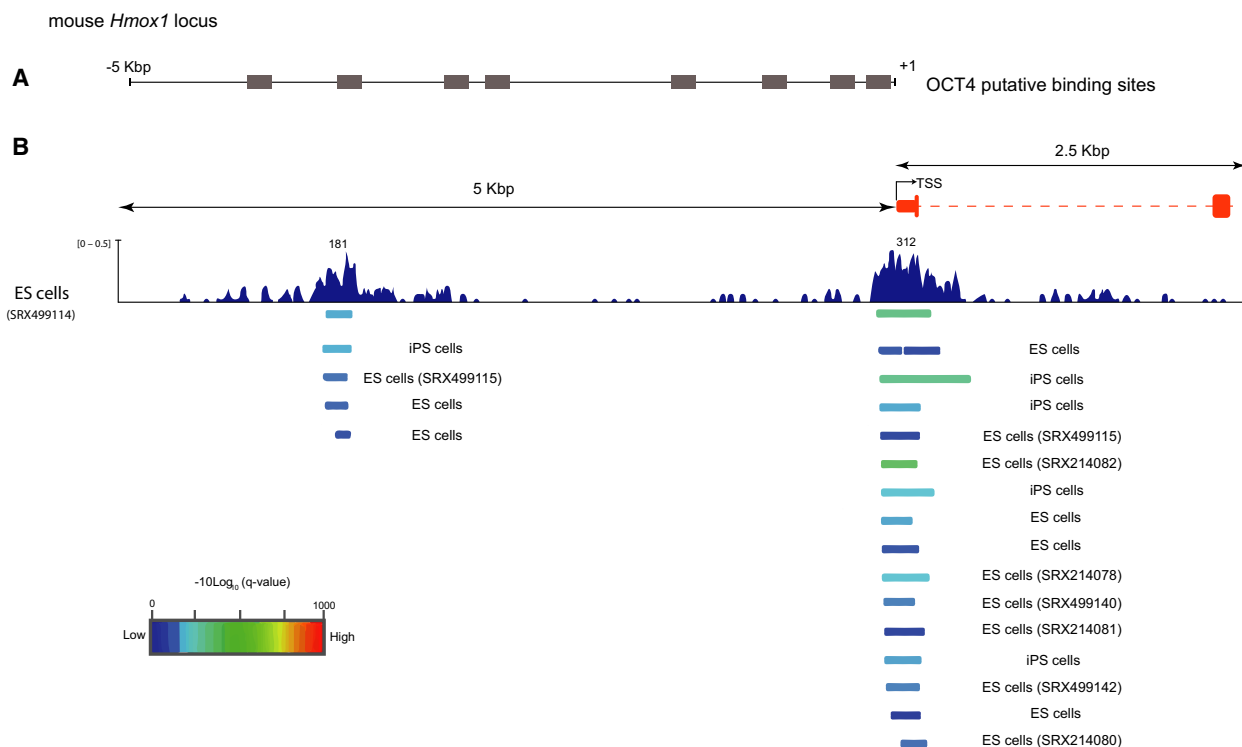 mouse Hmox1 locus
A
-5 Kbp
+1
OCT4 putative binding sites
B
2.5 Kbp
5 Kbp
TSS
[0 – 0.5]
181
312
ES cells
(SRX499114)
iPS cells
ES cells
ES cells (SRX499115)
iPS cells
ES cells
iPS cells
ES cells
ES cells (SRX499115)
ES cells (SRX214082)
iPS cells
ES cells
ES cells
ES cells (SRX214078)
ES cells (SRX499140)
ES cells (SRX214081)
iPS cells
ES cells (SRX499142)
ES cells
ES cells (SRX214080)
-10Log10 (q-value)
0
1000
Low
High